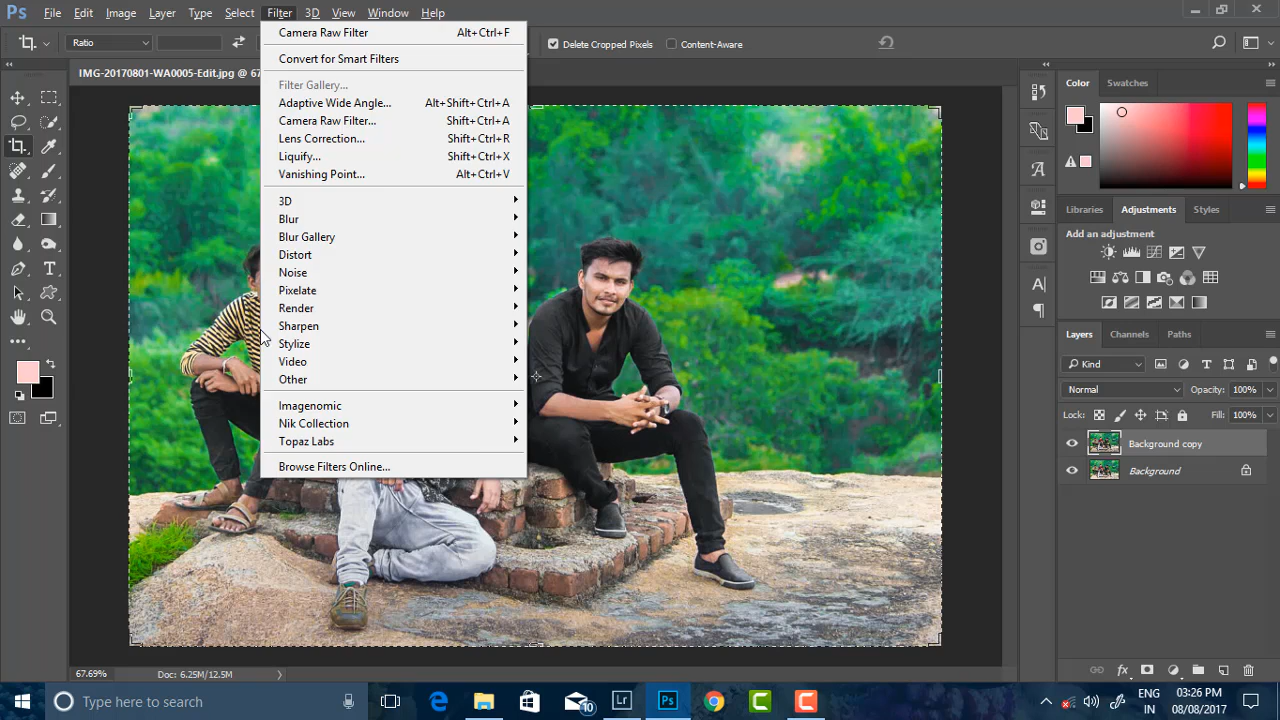 Ps File Edit Image Layer Type Select Filter 3D View Window Help
Ratio
Delete Cropped Pixels Content-Aware
IMG-20170801-WA0005-Edit.jpg @ 67
Camera Raw Filter Alt+Ctrl+F
Convert for Smart Filters
Filter Gallery...
Adaptive Wide Angle... Alt+Shift+Ctrl+A
Camera Raw Filter... Shift+Ctrl+A
Lens Correction... Shift+Ctrl+R
Liquify... Shift+Ctrl+X
Vanishing Point... Alt+Ctrl+V
3D
Blur
Blur Gallery
Distort
Noise
Pixelate
Render
Sharpen
Stylize
Video
Other
Imagenomic
Nik Collection
Topaz Labs
Browse Filters Online...
Color Swatches
Libraries Adjustments Styles
Add an adjustment
Layers Channels Paths
Kind
Normal Opacity: 100%
Lock: Fill: 100%
Background copy
Background
67.69% Doc: 6.25M/12.5M
Type here to search
10
Lr
Ps
ENG
IN
03:26 PM
08/08/2017